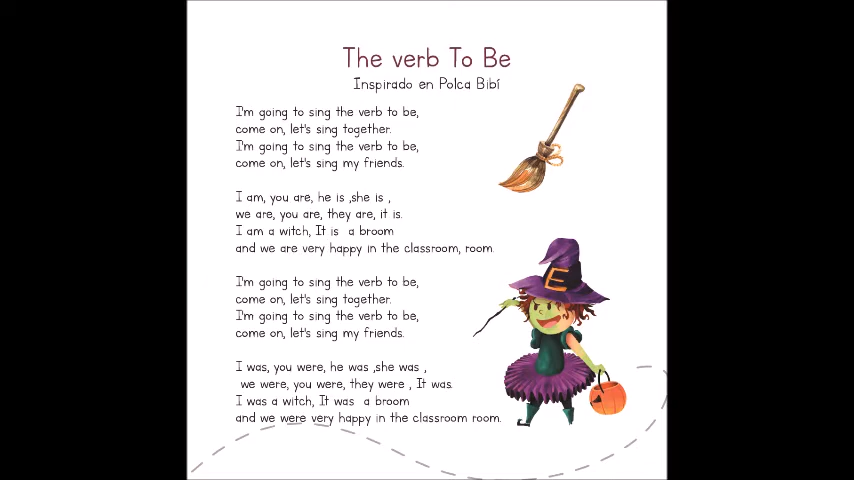 The verb To Be
Inspirado en Polca Bibí
I'm going to sing the verb to be,
come on, let's sing together.
I'm going to sing the verb to be,
come on, let's sing my friends.
I am, you are, he is ,she is ,
we are, you are, they are, it is.
I am a witch, It is a broom
and we are very happy in the classroom, room.
I'm going to sing the verb to be,
come on, let's sing together.
I'm going to sing the verb to be,
come on, let's sing my friends.
I was, you were, he was ,she was ,
we were, you were, they were , It was.
I was a witch, It was a broom
and we were very happy in the classroom room.
E